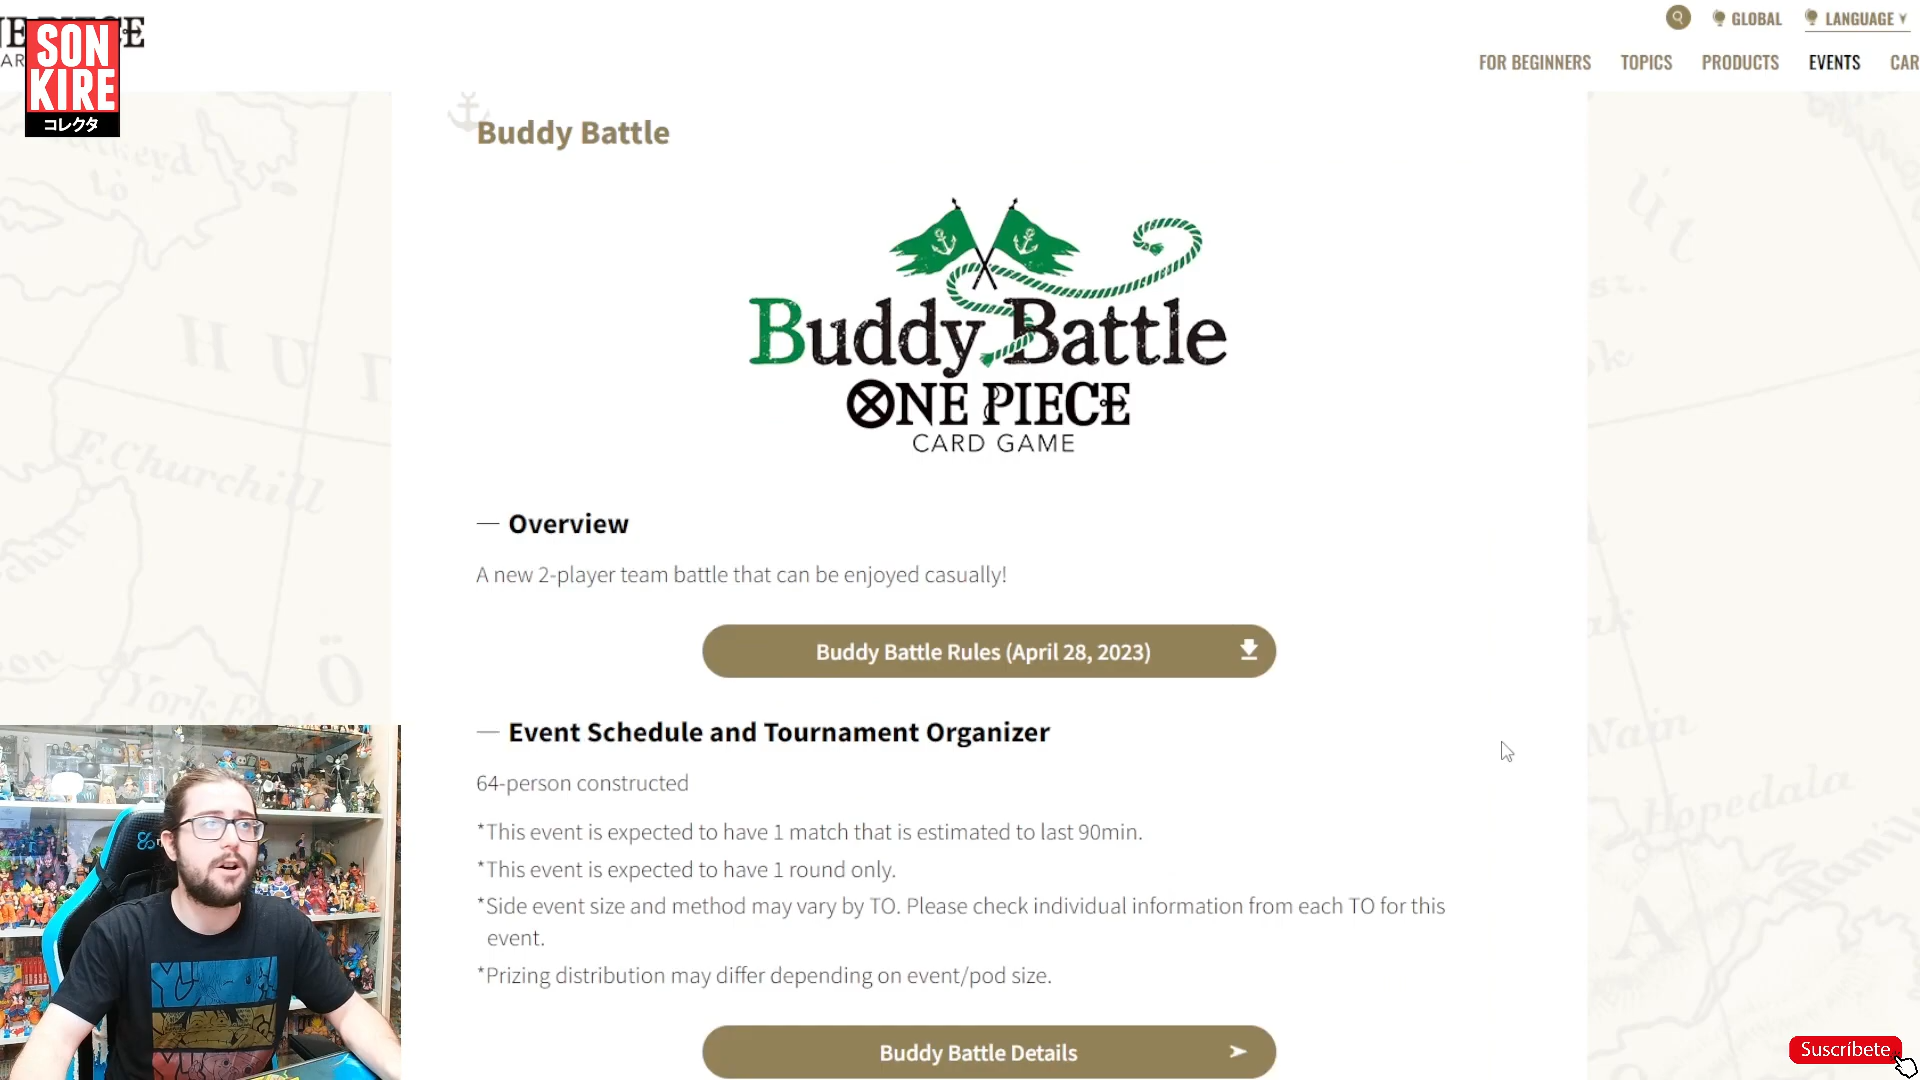 SON
KIRE
コレクタ
GLOBAL
LANGUAGE
FOR BEGINNERS TOPICS PRODUCTS EVENTS
Buddy Battle
Buddy Battle
ONE PIECE
CARD GAME
Overview
A new 2-player team battle that can be enjoyed casually!
Buddy Battle Rules (April 28, 2023)
Event Schedule and Tournament Organizer
64-person constructed
*This event is expected to have 1 match that is estimated to last 90min.
*This event is expected to have 1 round only.
*Side event size and method may vary by TO. Please check individual information from each TO for this
event.
*Prizing distribution may differ depending on event/pod size.
Buddy Battle Details
F.Churchill
Hopedala
Nain
Suscríbete